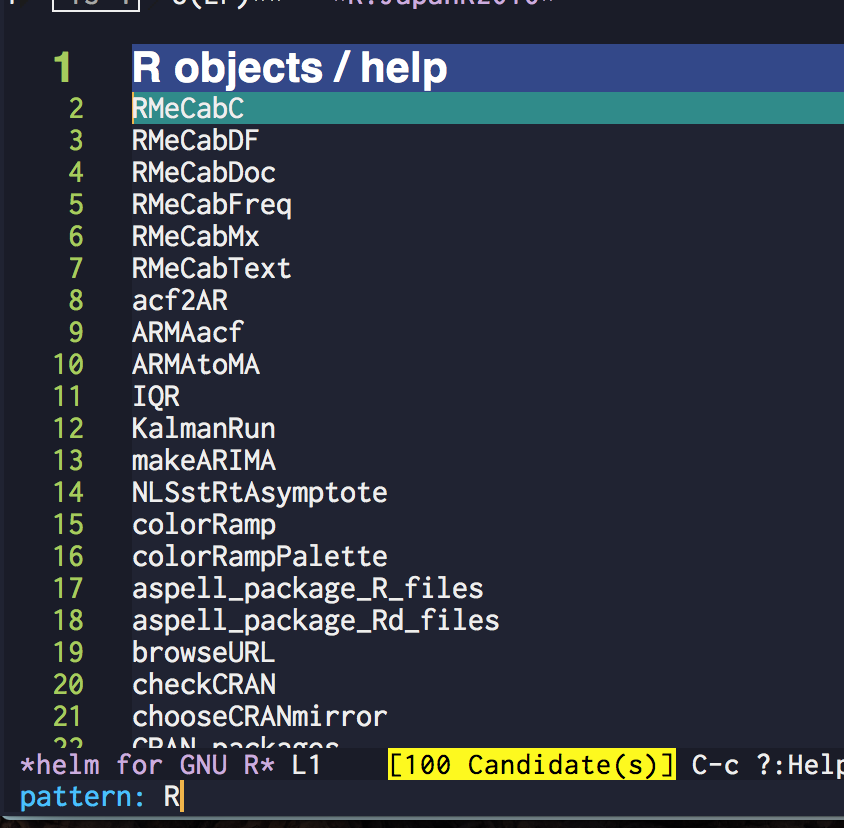 1 R objects / help
2 RMeCabC
3 RMeCabDF
4 RMeCabDoc
5 RMeCabFreq
6 RMeCabMx
7 RMeCabText
8 acf2AR
9 ARMAacf
10 ARMAtoMA
11 IQR
12 KalmanRun
13 makeARIMA
14 NLSstRtAsymptote
15 colorRamp
16 colorRampPalette
17 aspell_package_R_files
18 aspell_package_Rd_files
19 browseURL
20 checkCRAN
21 chooseCRANmirror
22 CRAN_packages
*helm for GNU R* L1 [100 Candidate(s)] C-c ?:Help
pattern: R